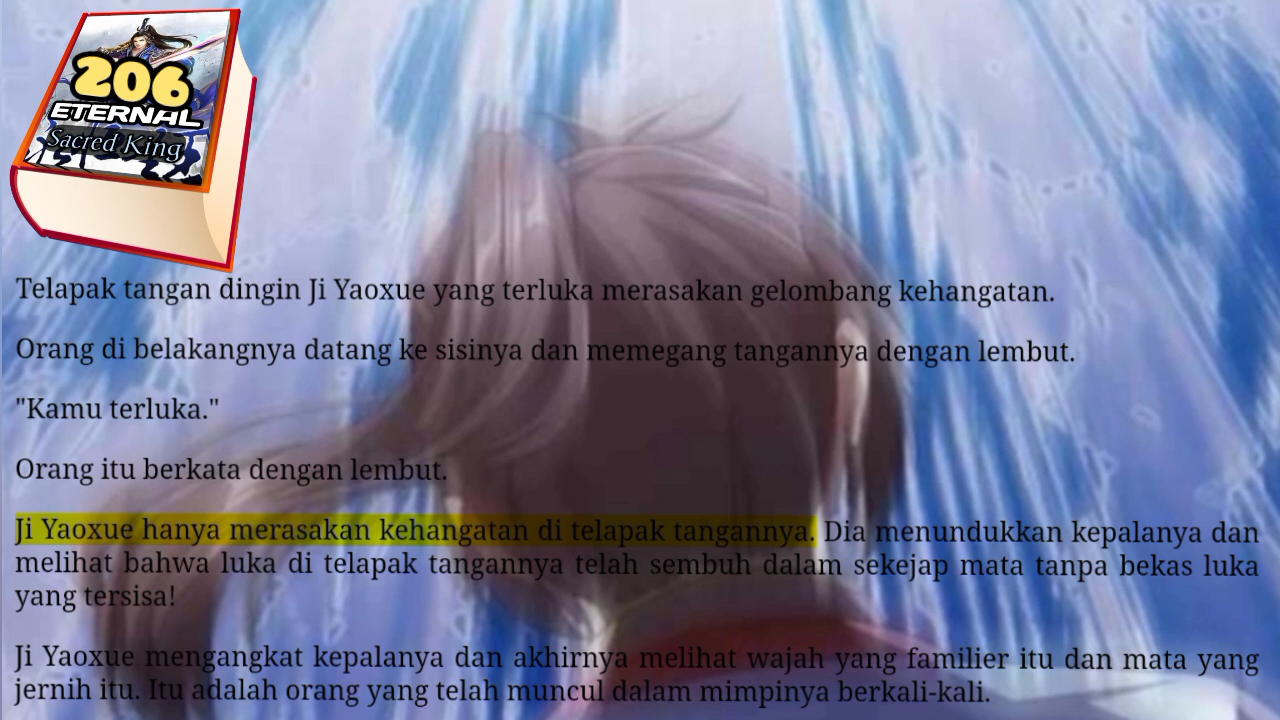 206
ETERNAL
Sacred King
Telapak tangan dingin Ji Yaoxue yang terluka merasakan gelombang kehangatan.
Orang di belakangnya datang ke sisinya dan memegang tangannya dengan lembut.
"Kamu terluka."
Orang itu berkata dengan lembut.
Ji Yaoxue hanya merasakan kehangatan di telapak tangannya. Dia menundukkan kepalanya dan
melihat bahwa luka di telapak tangannya telah sembuh dalam sekejap mata tanpa bekas luka
yang tersisa!
Ji Yaoxue mengangkat kepalanya dan akhirnya melihat wajah yang familier itu dan mata yang
jernih itu. Itu adalah orang yang telah muncul dalam mimpinya berkali-kali.